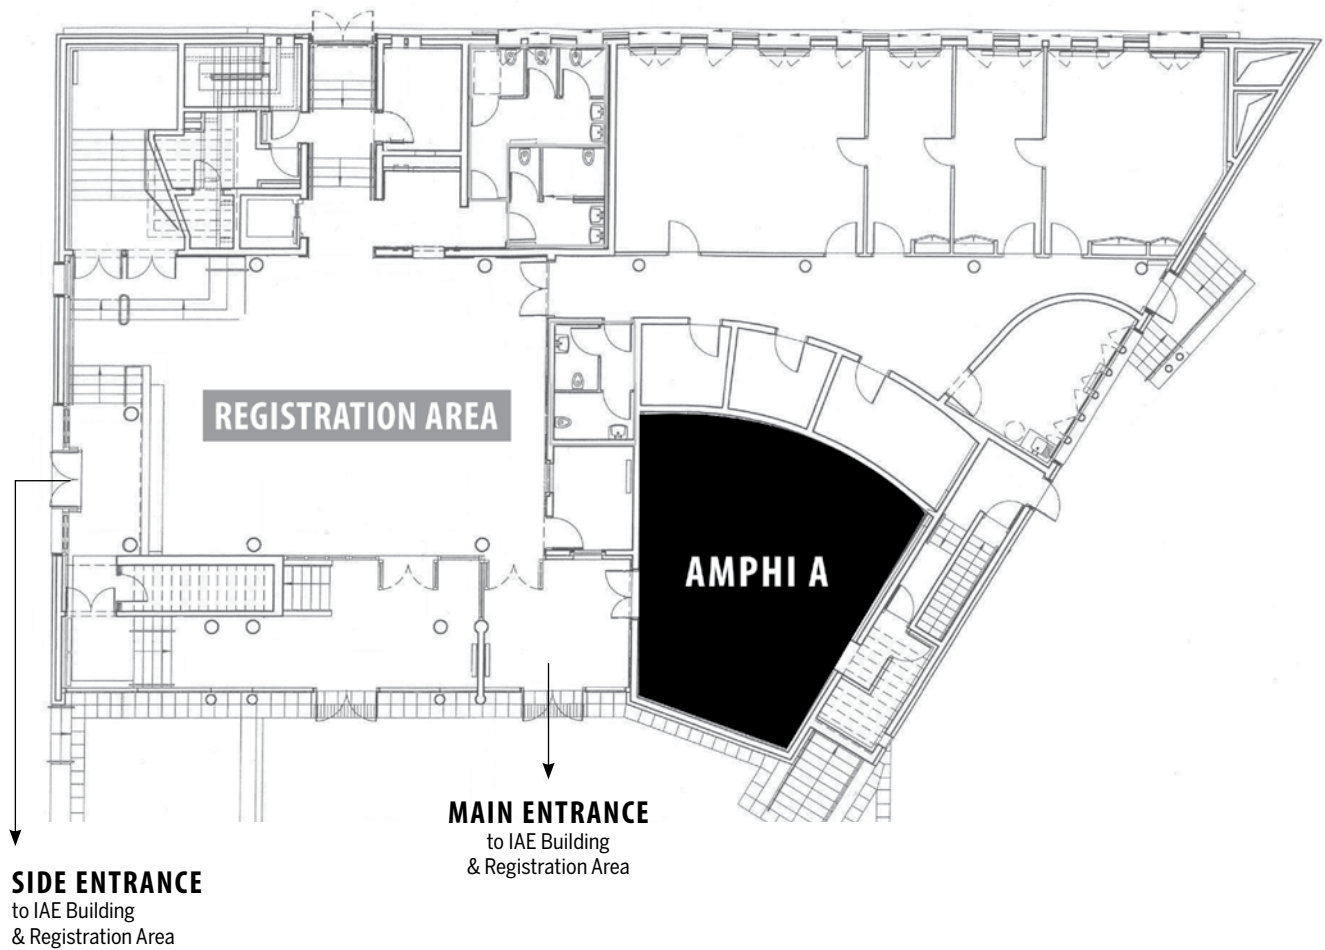 REGISTRATION AREA
AMPHI A
MAIN ENTRANCE
to IAE Building
& Registration Area
SIDE ENTRANCE
to IAE Building
& Registration Area